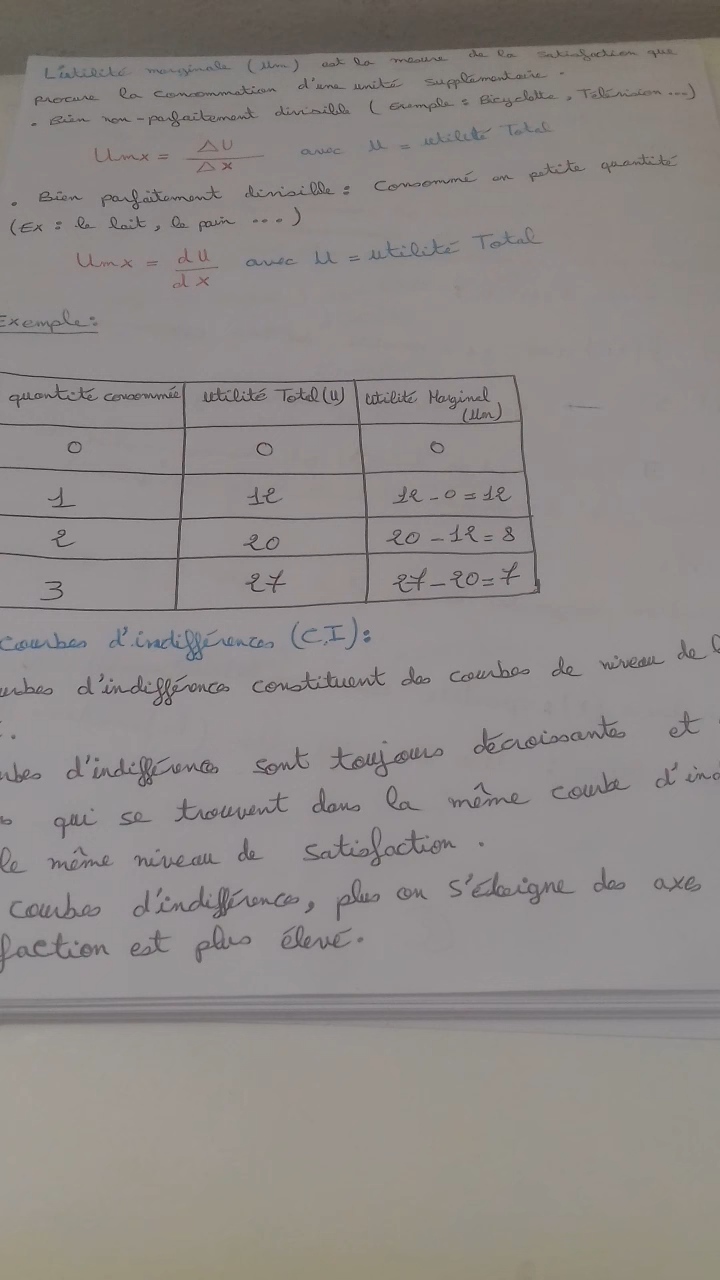 L'utilité marginale (Um) est la mesure de la satisfaction que
procure la consommation d'une unité supplémentaire.
. Bien non-parfaitement divisible (Exemple : Bicyclette, Télévision ...)
Umx = ΔU / Δx avec U = utilité Total
. Bien parfaitement divisible : Consommé en petite quantité
(Ex : le lait, le pain ....)
Umx = dU / dx avec U = utilité Total
Exemple :
quantité consommée | utilité Total (U) | utilité Marginal (Um)
0 | 0 | 0
1 | 12 | 12 - 0 = 12
2 | 20 | 20 - 12 = 8
3 | 27 | 27 - 20 = 7
Courbes d'indifférences (C.I) :
d'indifférences constituent des courbes de niveau de
d'indifférences sont toujours décroissantes et
qui se trouvent dans la même courbe
le même niveau de satisfaction.
courbes d'indifférences, plus on s'éloigne des axes
est plus élevé.